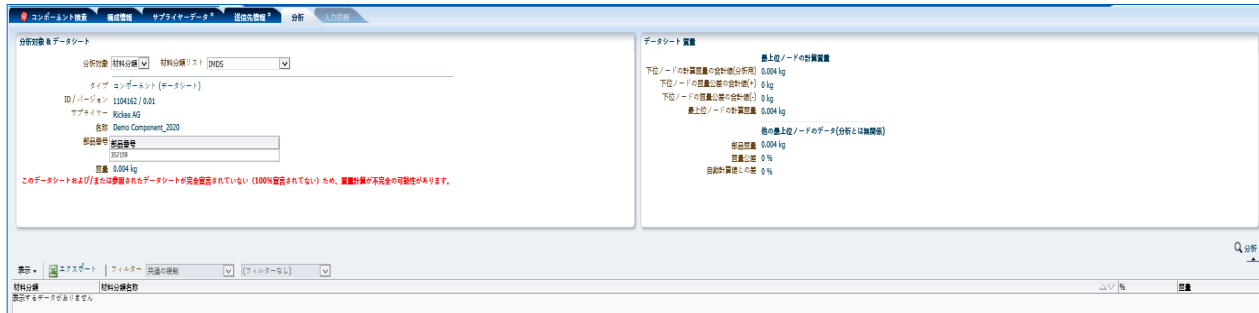 コンポーネント検索 構成情報 サプライヤーデータ* 送信先情報* 分析 入力依頼
分析対象 & データシート
分析対象 材料分類 材料分類リスト IMDS
タイプ コンポーネント (データシート)
ID / バージョン 1104162 / 0.01
サプライヤー Rickes AG
名称 Demo Component_2020
部品番号 部品番号
357159
質量 0.004 kg
このデータシートおよび/または参照されたデータシートが完全宣言されていない（100%宣言されてない）ため、質量計算が不完全の可能性があります。
データシート 質量
最上位ノードの計算質量
下位ノードの計算質量の合計値(分析用) 0.004 kg
下位ノードの質量公差の合計値(+) 0 kg
下位ノードの質量公差の合計値(-) 0 kg
最上位ノードの計算質量 0.004 kg
他の最上位ノードのデータ(分析とは無関係)
部品質量 0.004 kg
質量公差 0 %
自動計算値との差 0 %
分析
表示 エクスポート フィルター 共通の規制 (フィルターなし)
材料分類 材料分類名称 % 質量
表示するデータがありません